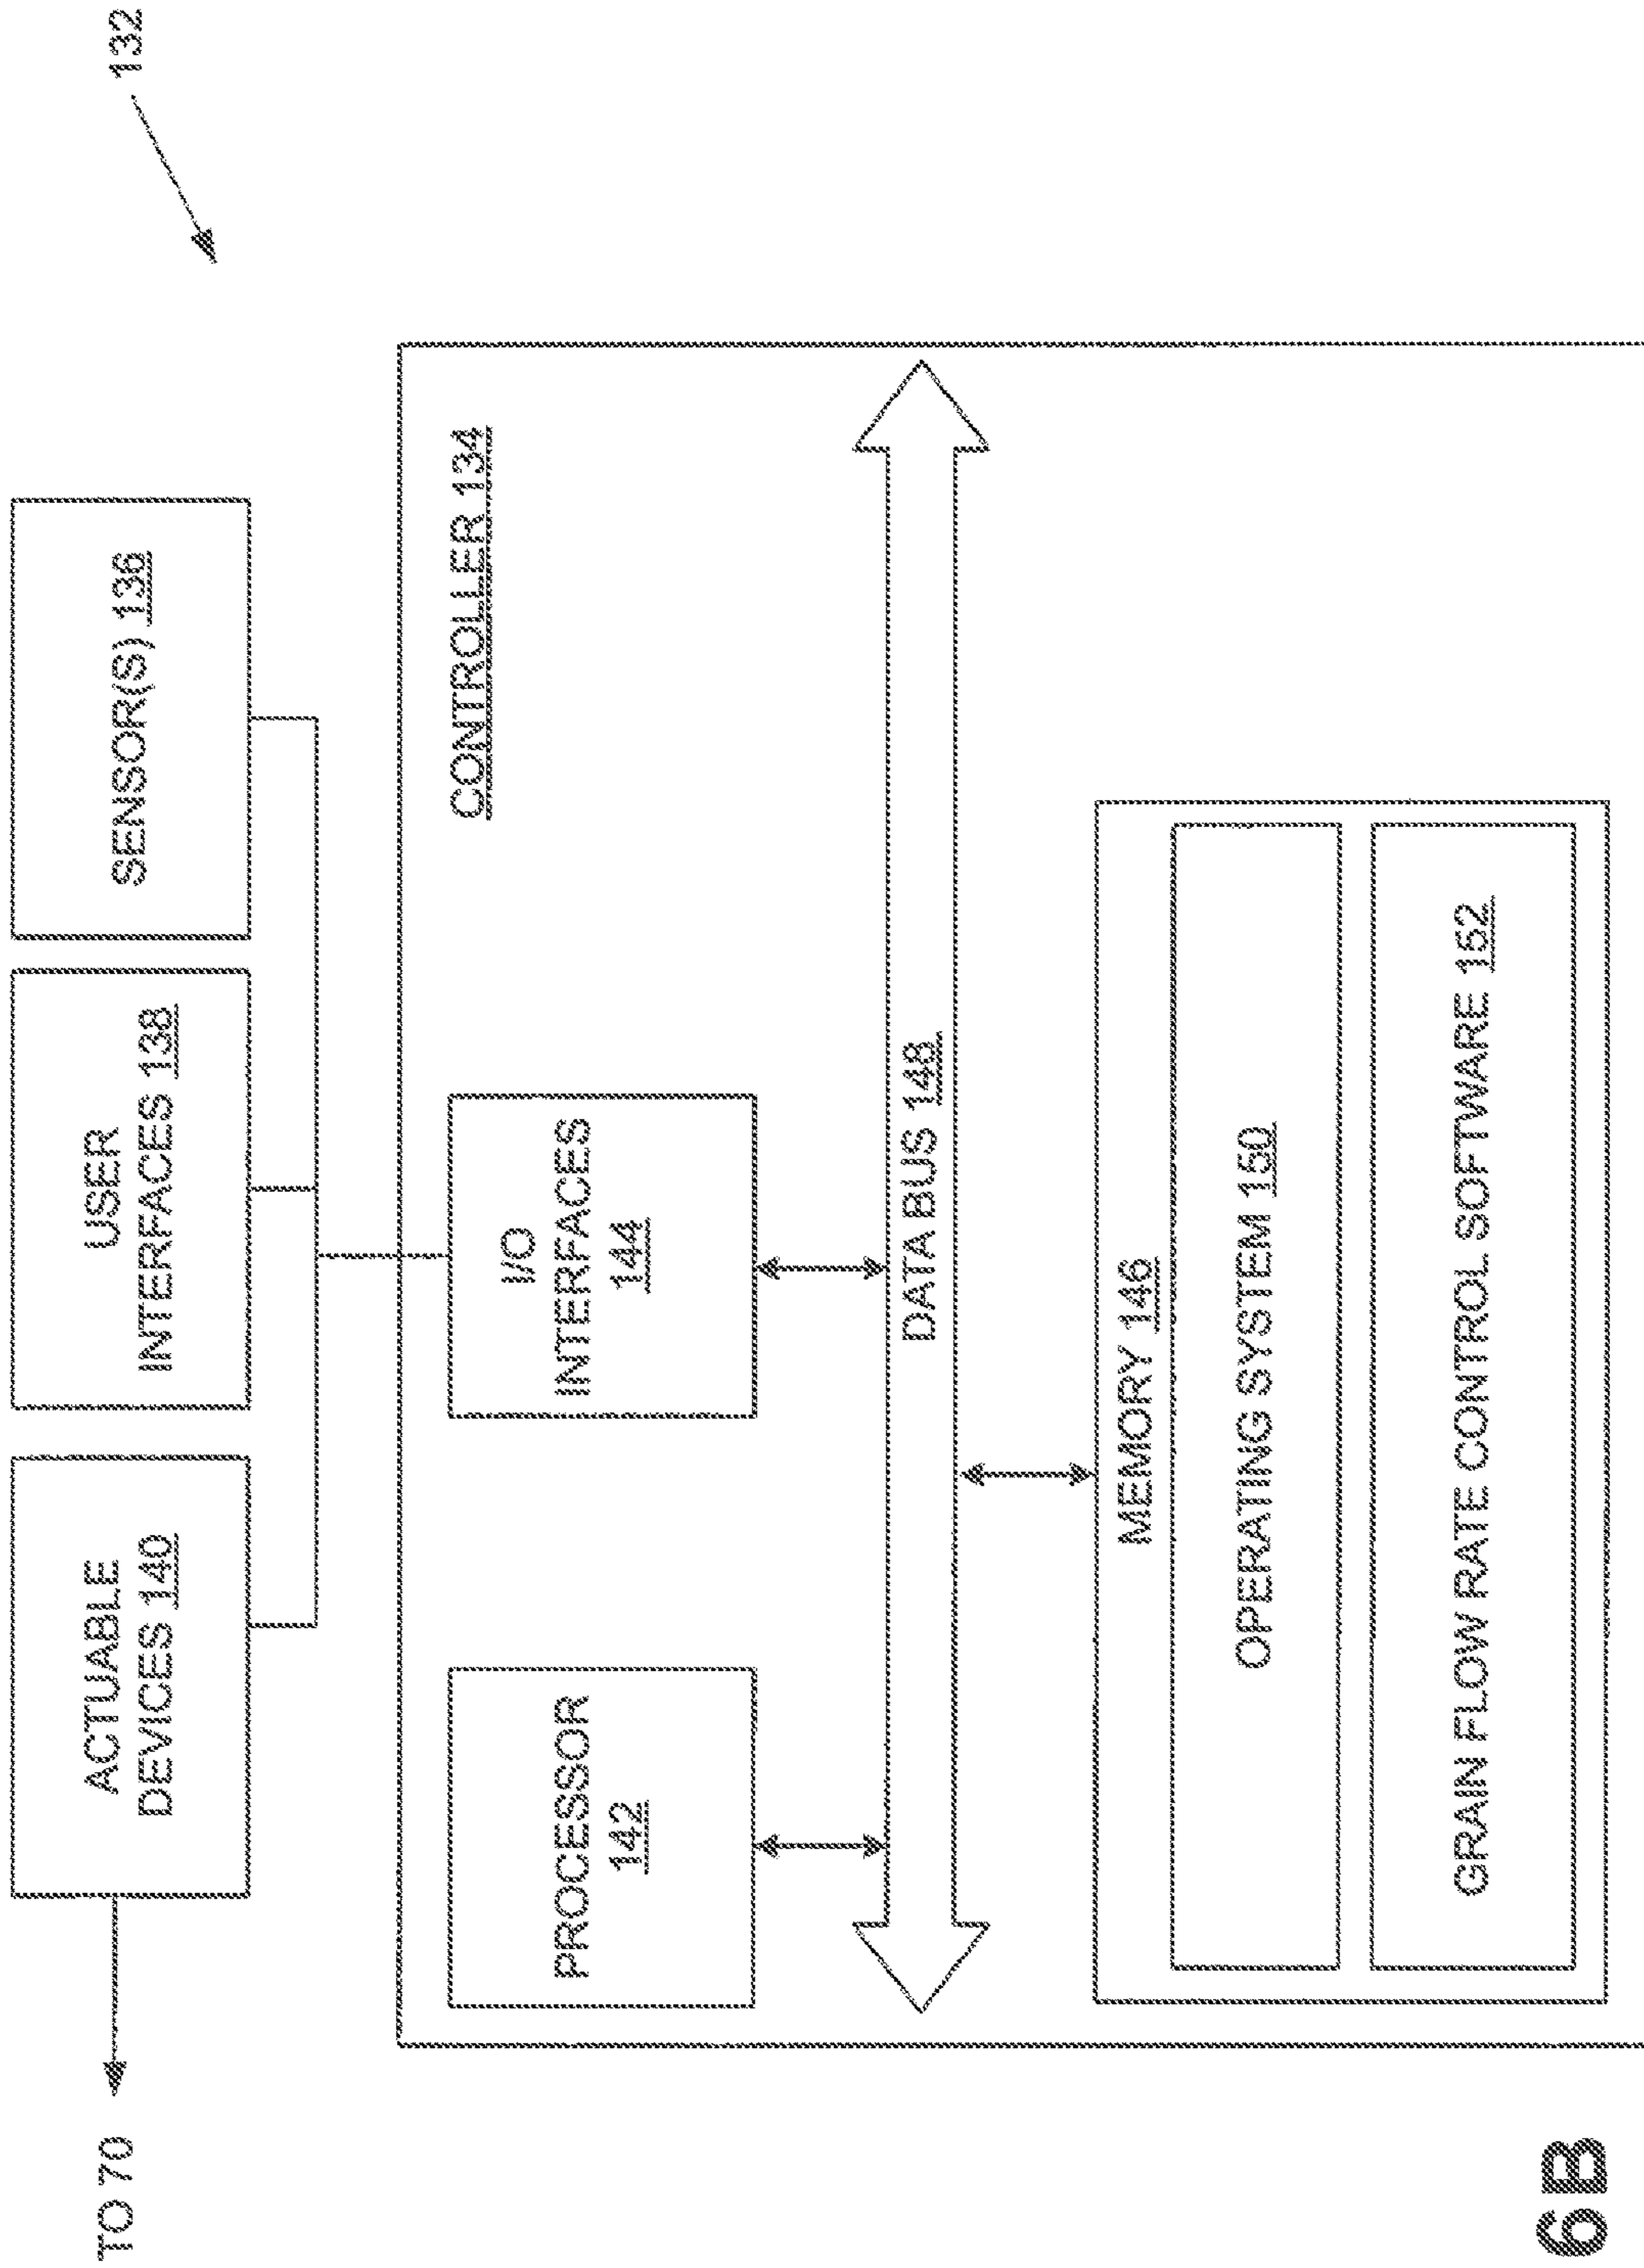 132
TO 70
ACTUABLE
DEVICES 140
USER
INTERFACES 138
SENSOR(S) 136
CONTROLLER 134
PROCESSOR
142
I/O
INTERFACES
144
DATA BUS 148
MEMORY 146
OPERATING SYSTEM 150
GRAIN FLOW RATE CONTROL SOFTWARE 152
6B